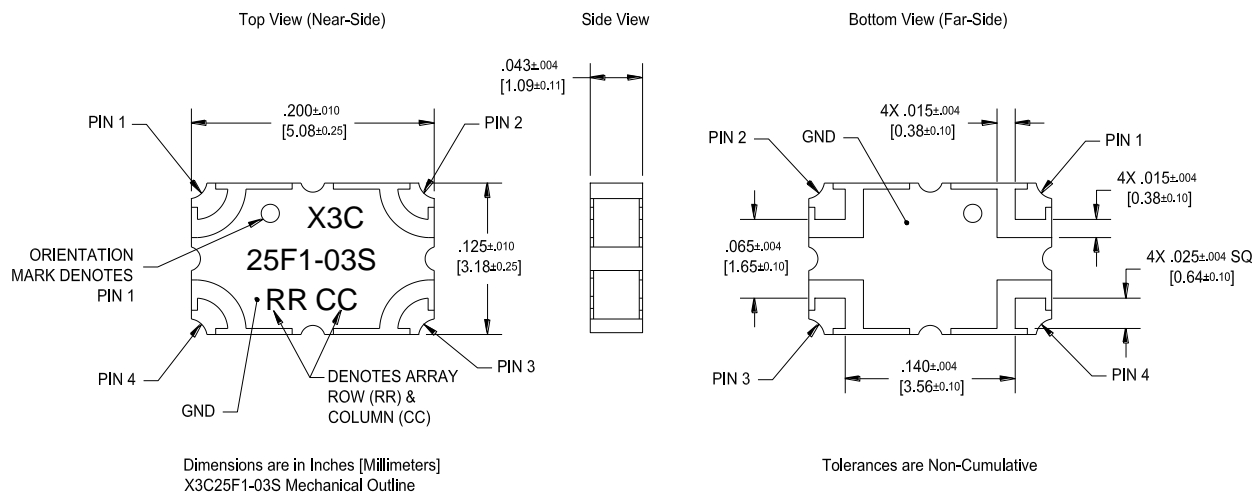 Top View (Near-Side)
Side View
Bottom View (Far-Side)
.043±.004
[1.09±0.11]
.200±.010
[5.08±0.25]
PIN 1
PIN 2
4X .015±.004
[0.38±0.10]
PIN 2
GND
PIN 1
4X .015±.004
[0.38±0.10]
X3C
25F1-03S
RR CC
ORIENTATION
MARK DENOTES
PIN 1
.125±.010
[3.18±0.25]
.065±.004
[1.65±0.10]
4X .025±.004 SQ
[0.64±0.10]
PIN 4
PIN 3
GND
DENOTES ARRAY
ROW (RR) &
COLUMN (CC)
PIN 3
.140±.004
[3.56±0.10]
PIN 4
Dimensions are in Inches [Millimeters]
X3C25F1-03S Mechanical Outline
Tolerances are Non-Cumulative